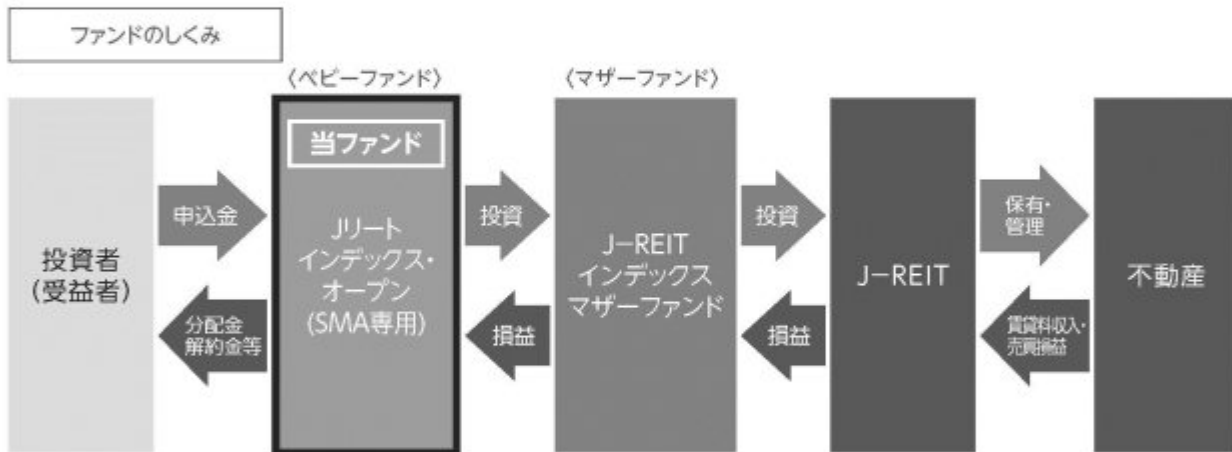 ファンドのしくみ
〈ベビーファンド〉
〈マザーファンド〉
投資者
(受益者)
申込金
分配金
解約金等
当ファンド
Jリート
インデックス・
オープン
(SMA専用)
投資
損益
J-REIT
インデックス
マザーファンド
投資
損益
J-REIT
保有・
管理
賃貸料収入・
売買損益
不動産